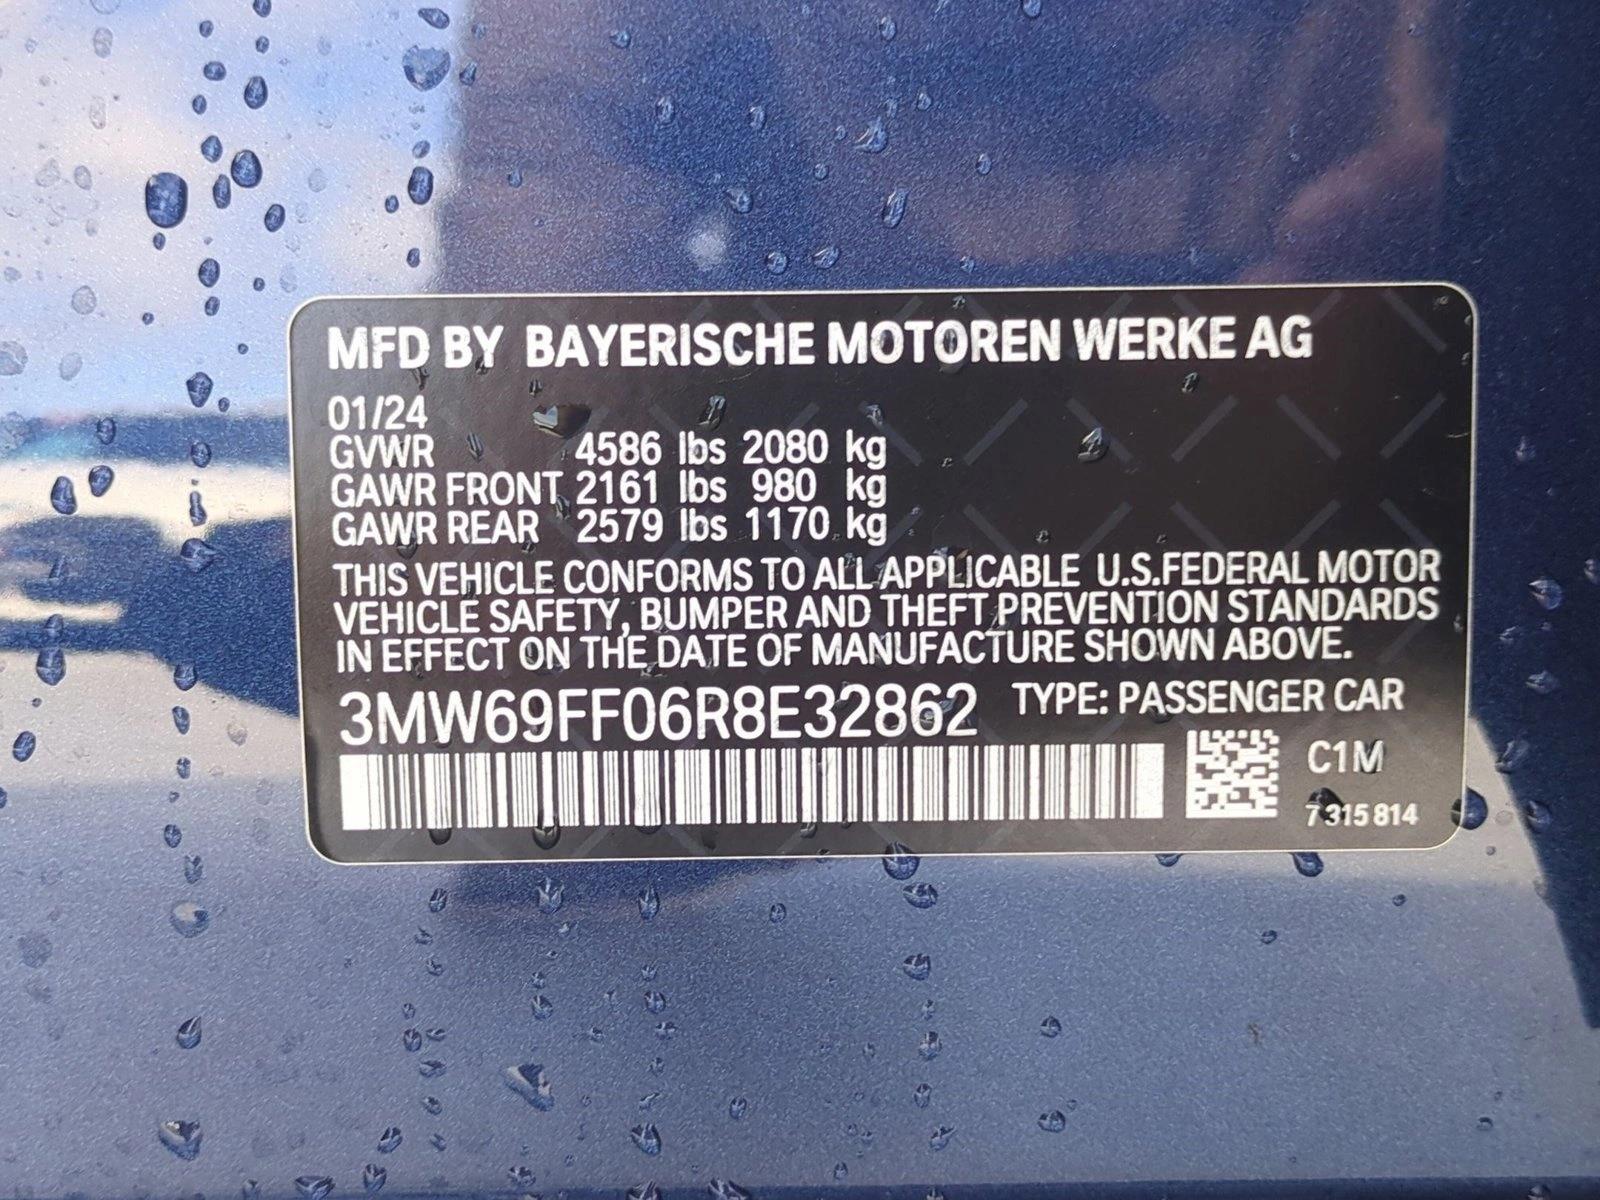 MFD BY BAYERISCHE MOTOREN WERKE AG
01/24
GVWR 4586 lbs 2080 kg
GAWR FRONT 2161 lbs 980 kg
GAWR REAR 2579 lbs 1170 kg
THIS VEHICLE CONFORMS TO ALL APPLICABLE U.S.FEDERAL MOTOR
VEHICLE SAFETY, BUMPER AND THEFT PREVENTION STANDARDS
IN EFFECT ON THE DATE OF MANUFACTURE SHOWN ABOVE.
3MW69FF06R8E32862 TYPE: PASSENGER CAR
C1M
7 315 814